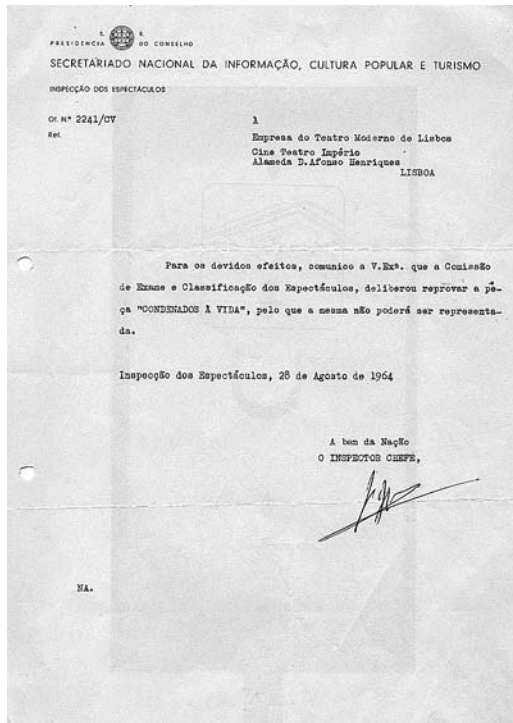 S. R.
PRESIDENCIA DO CONSELHO
SECRETARIADO NACIONAL DA INFORMAÇÃO, CULTURA POPULAR E TURISMO
INSPECÇÃO DOS ESPECTÁCULOS
Of. N.º 2241/CV
Ref.
À
Empresa do Teatro Moderno de Lisboa
Cine Teatro Império
Alameda D.Afonso Henriques
LISBOA
Para os devidos efeitos, comunico a V.Exª. que a Comissão
de Exame e Classificação dos Espectáculos, deliberou reprovar a pe-
ça "CONDENADOS À VIDA", pelo que a mesma não poderá ser representa-
da.
Inspecção dos Espectáculos, 28 de Agosto de 1964
A bem da Nação
O INSPECTOR CHEFE,
NA.